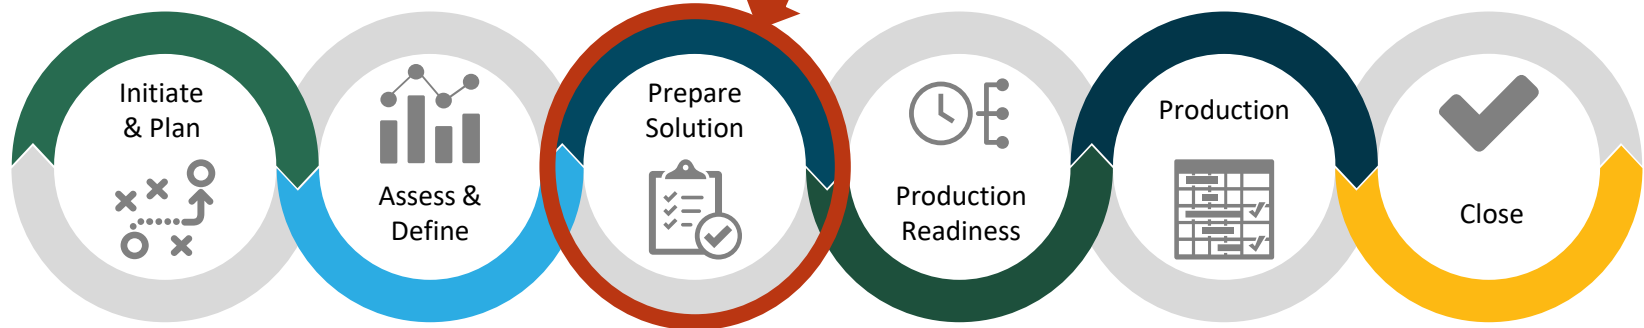 Initiate
& Plan
Assess &
Define
Prepare
Solution
Production
Readiness
Production
Close